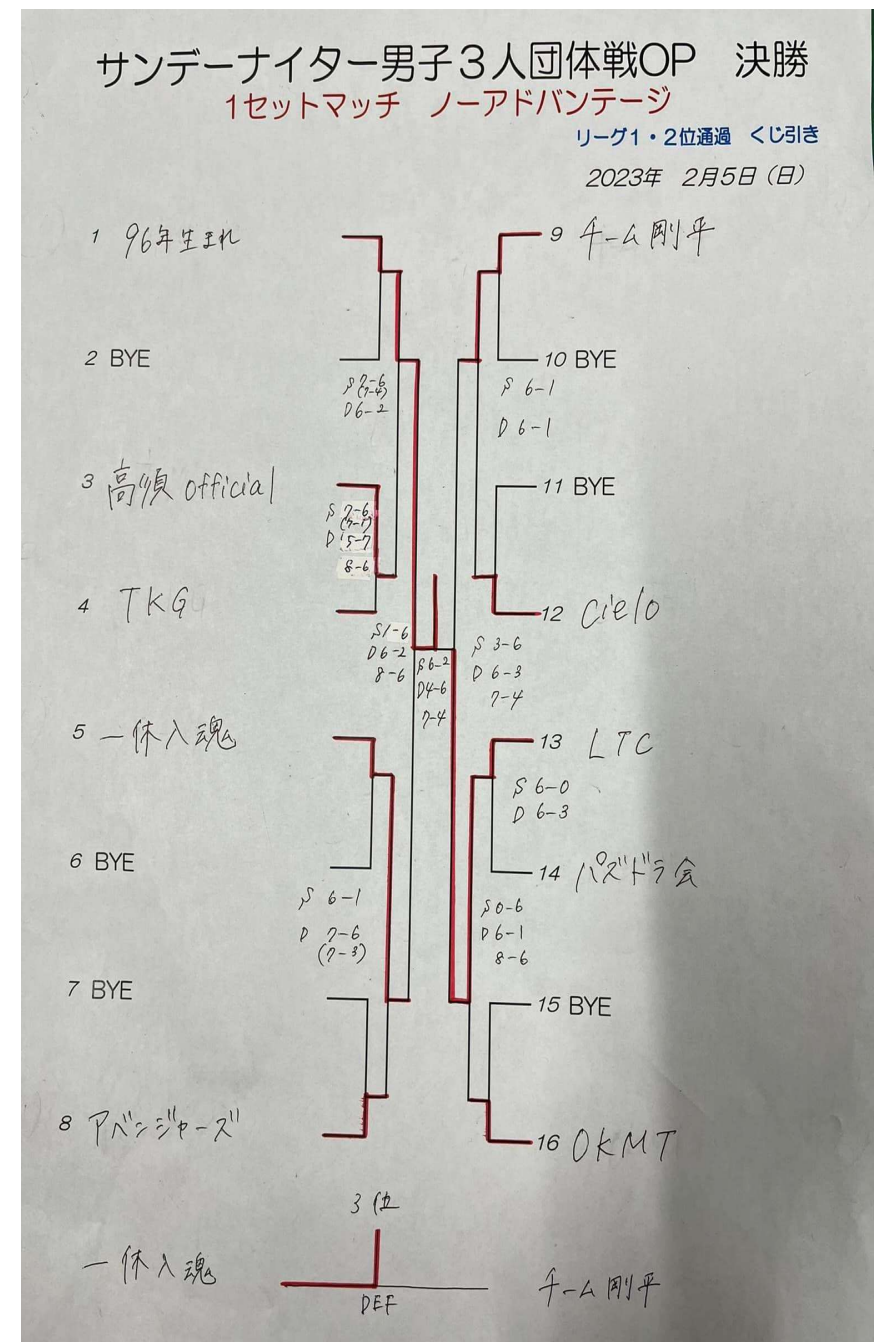 サンデーナイター男子3人団体戦OP 決勝
1セットマッチ ノーアドバンテージ
リーグ1・2位通過 くじ引き
2023年 2月5日(日)
1 96年生まれ
2 BYE
S 7-6
(7-4)
D 6-2
3 高須 official
S 7-6
D 5-7
8-6
4 TKG
S 1-6
D 6-2
8-6
S 6-2
D 4-6
7-4
5 一休入魂
6 BYE
S 6-1
D 7-6
(7-3)
7 BYE
8 アベンジャーズ
9 チーム剛平
10 BYE
S 6-1
D 6-1
11 BYE
12 Cielo
S 3-6
D 6-3
7-4
13 LTC
S 6-0
D 6-3
14 パズドラ会
S 0-6
D 6-1
8-6
15 BYE
16 OKMT
3位
一休入魂
DEF
チーム剛平